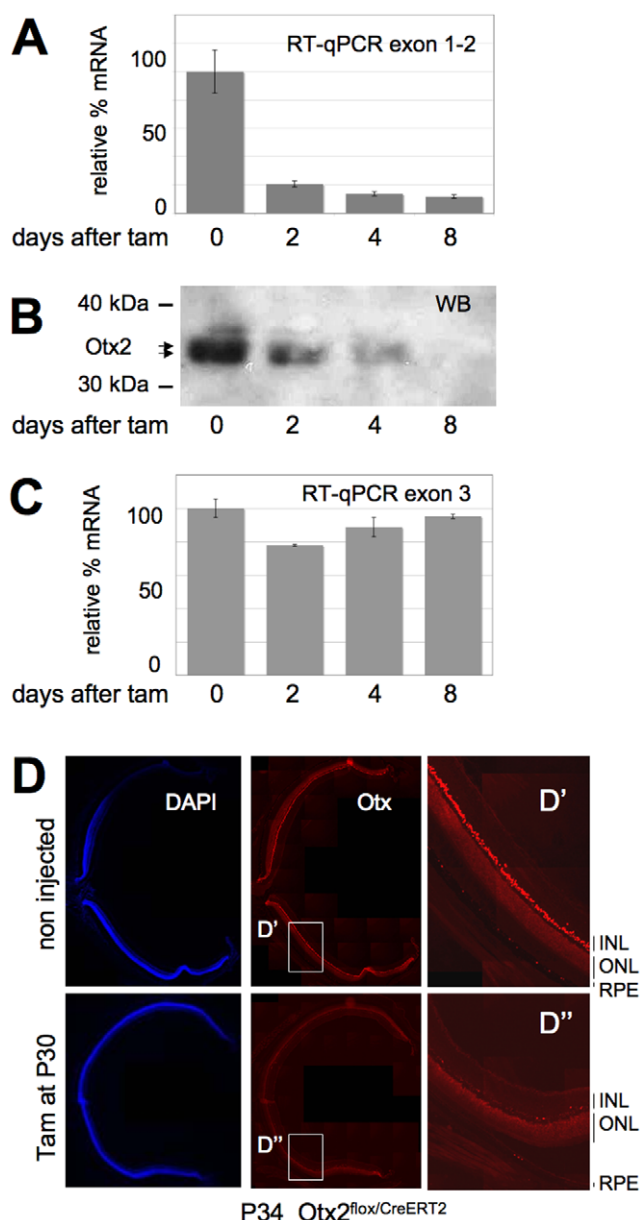 A
RT-qPCR exon 1-2
relative % mRNA
100
50
0
days after tam 0 2 4 8
B
40 kDa
WB
Otx2
30 kDa
days after tam 0 2 4 8
C
RT-qPCR exon 3
relative % mRNA
100
50
0
days after tam 0 2 4 8
D
non injected
DAPI
Otx
D'
D'
INL
ONL
RPE
Tam at P30
D"
D"
INL
ONL
RPE
P34 Otx2flox/CreERT2